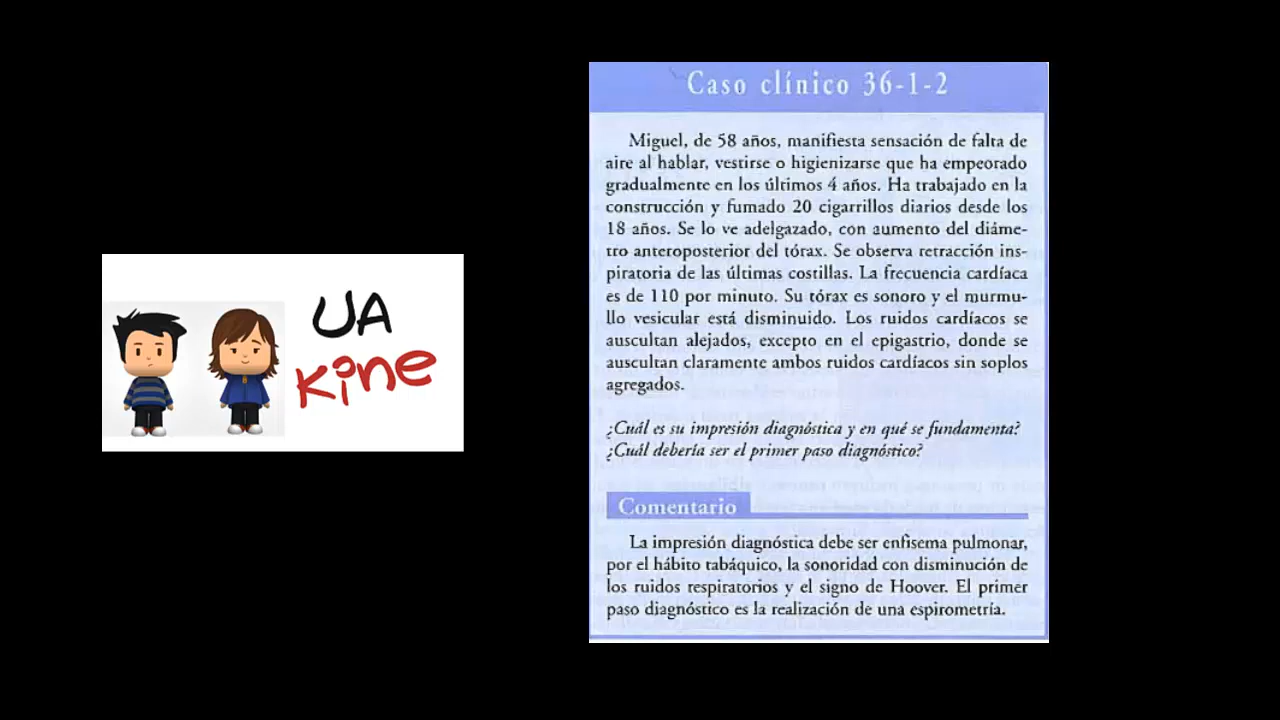 UA
Kine
Caso clínico 36-1-2
Miguel, de 58 años, manifiesta sensación de falta de
aire al hablar, vestirse o higienizarse que ha empeorado
gradualmente en los últimos 4 años. Ha trabajado en la
construcción y fumado 20 cigarrillos diarios desde los
18 años. Se lo ve adelgazado, con aumento del diáme-
tro anteroposterior del tórax. Se observa retracción ins-
piratoria de las últimas costillas. La frecuencia cardíaca
es de 110 por minuto. Su tórax es sonoro y el murmu-
llo vesicular está disminuido. Los ruidos cardíacos se
auscultan alejados, excepto en el epigastrio, donde se
auscultan claramente ambos ruidos cardíacos sin soplos
agregados.
¿Cuál es su impresión diagnóstica y en qué se fundamenta?
¿Cuál debería ser el primer paso diagnóstico?
Comentario
La impresión diagnóstica debe ser enfisema pulmonar,
por el hábito tabáquico, la sonoridad con disminución de
los ruidos respiratorios y el signo de Hoover. El primer
paso diagnóstico es la realización de una espirometría.